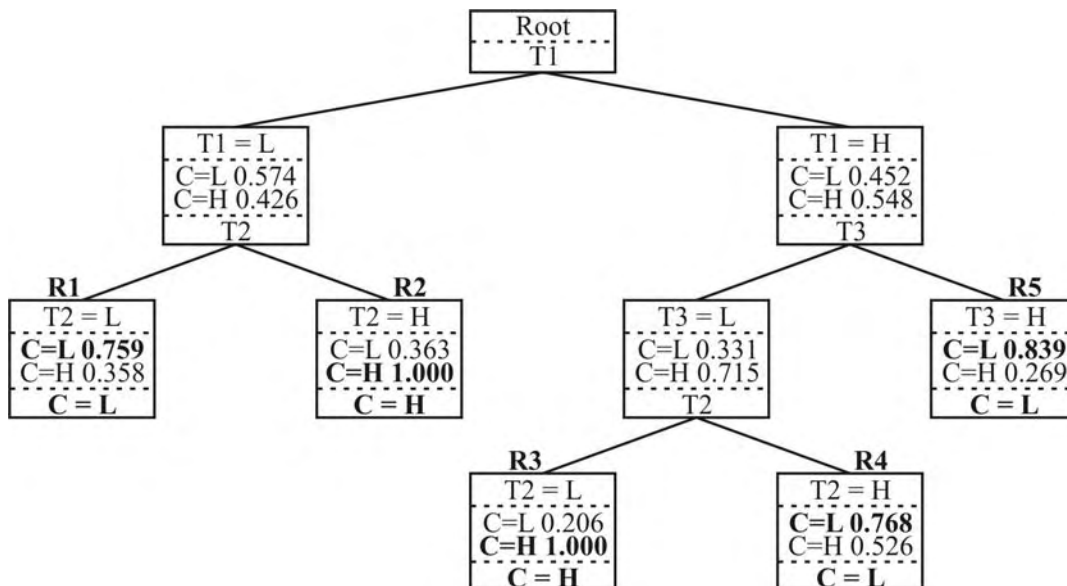 Root
T1
T1 = L
C=L 0.574
C=H 0.426
T2
T1 = H
C=L 0.452
C=H 0.548
T3
R1
T2 = L
C=L 0.759
C=H 0.358
C = L
R2
T2 = H
C=L 0.363
C=H 1.000
C = H
T3 = L
C=L 0.331
C=H 0.715
T2
R5
T3 = H
C=L 0.839
C=H 0.269
C = L
R3
T2 = L
C=L 0.206
C=H 1.000
C = H
R4
T2 = H
C=L 0.768
C=H 0.526
C = L